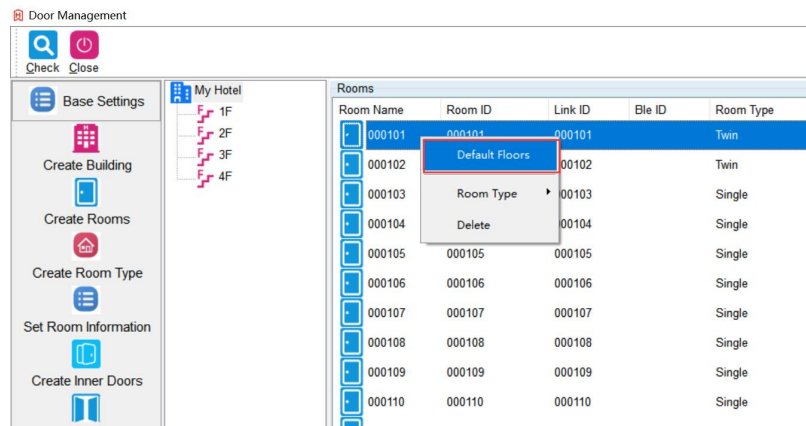 Door Management
Check Close
Base Settings
Create Building
Create Rooms
Create Room Type
Set Room Information
Create Inner Doors
My Hotel
1F
2F
3F
4F
Rooms
Room Name Room ID Link ID Ble ID Room Type
000101 000101 000101 Twin
000102 00102 Twin
000103 000103 Single
000104 000104 Single
000105 000105 000105 Single
000106 000106 000106 Single
000107 000107 000107 Single
000108 000108 000108 Single
000109 000109 000109 Single
000110 000110 000110 Single
Default Floors
Room Type
Delete